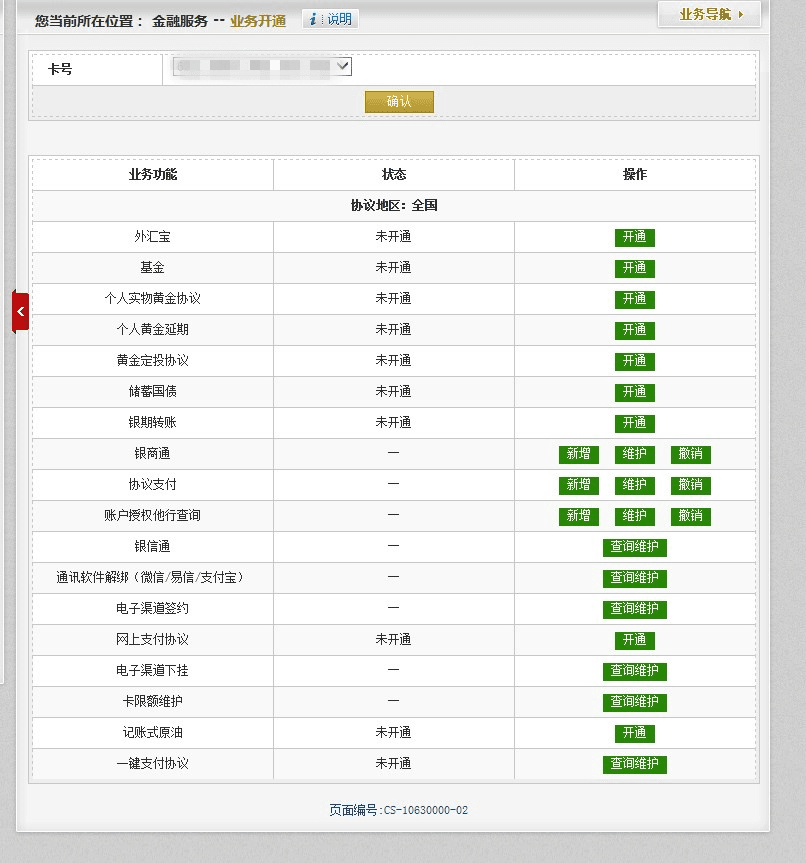 您当前所在位置： 金融服务 -- 业务开通 i 说明 业务导航
卡号
确认
业务功能 状态 操作
协议地区：全国
外汇宝 未开通 开通
基金 未开通 开通
个人实物黄金协议 未开通 开通
个人黄金延期 未开通 开通
黄金定投协议 未开通 开通
储蓄国债 未开通 开通
银期转账 未开通 开通
银商通 — 新增 维护 撤销
协议支付 — 新增 维护 撤销
账户授权他行查询 — 新增 维护 撤销
银信通 — 查询维护
通讯软件解绑（微信/易信/支付宝） — 查询维护
电子渠道签约 — 查询维护
网上支付协议 未开通 开通
电子渠道下挂 — 查询维护
卡限额维护 — 查询维护
记账式原油 未开通 开通
一键支付协议 未开通 查询维护
页面编号:CS-10630000-02